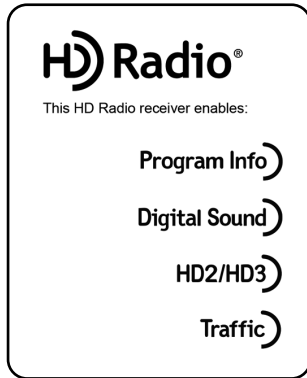 HD Radio®
This HD Radio receiver enables:
Program Info
Digital Sound
HD2/HD3
Traffic